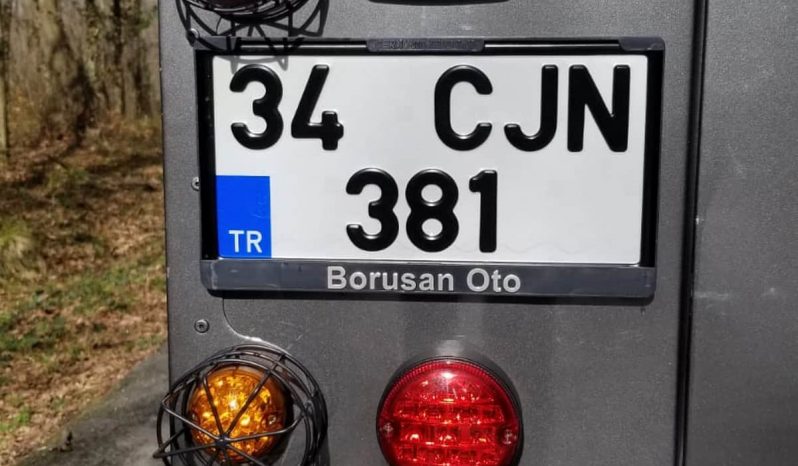 34 CJN
381
TR
Borusan Oto